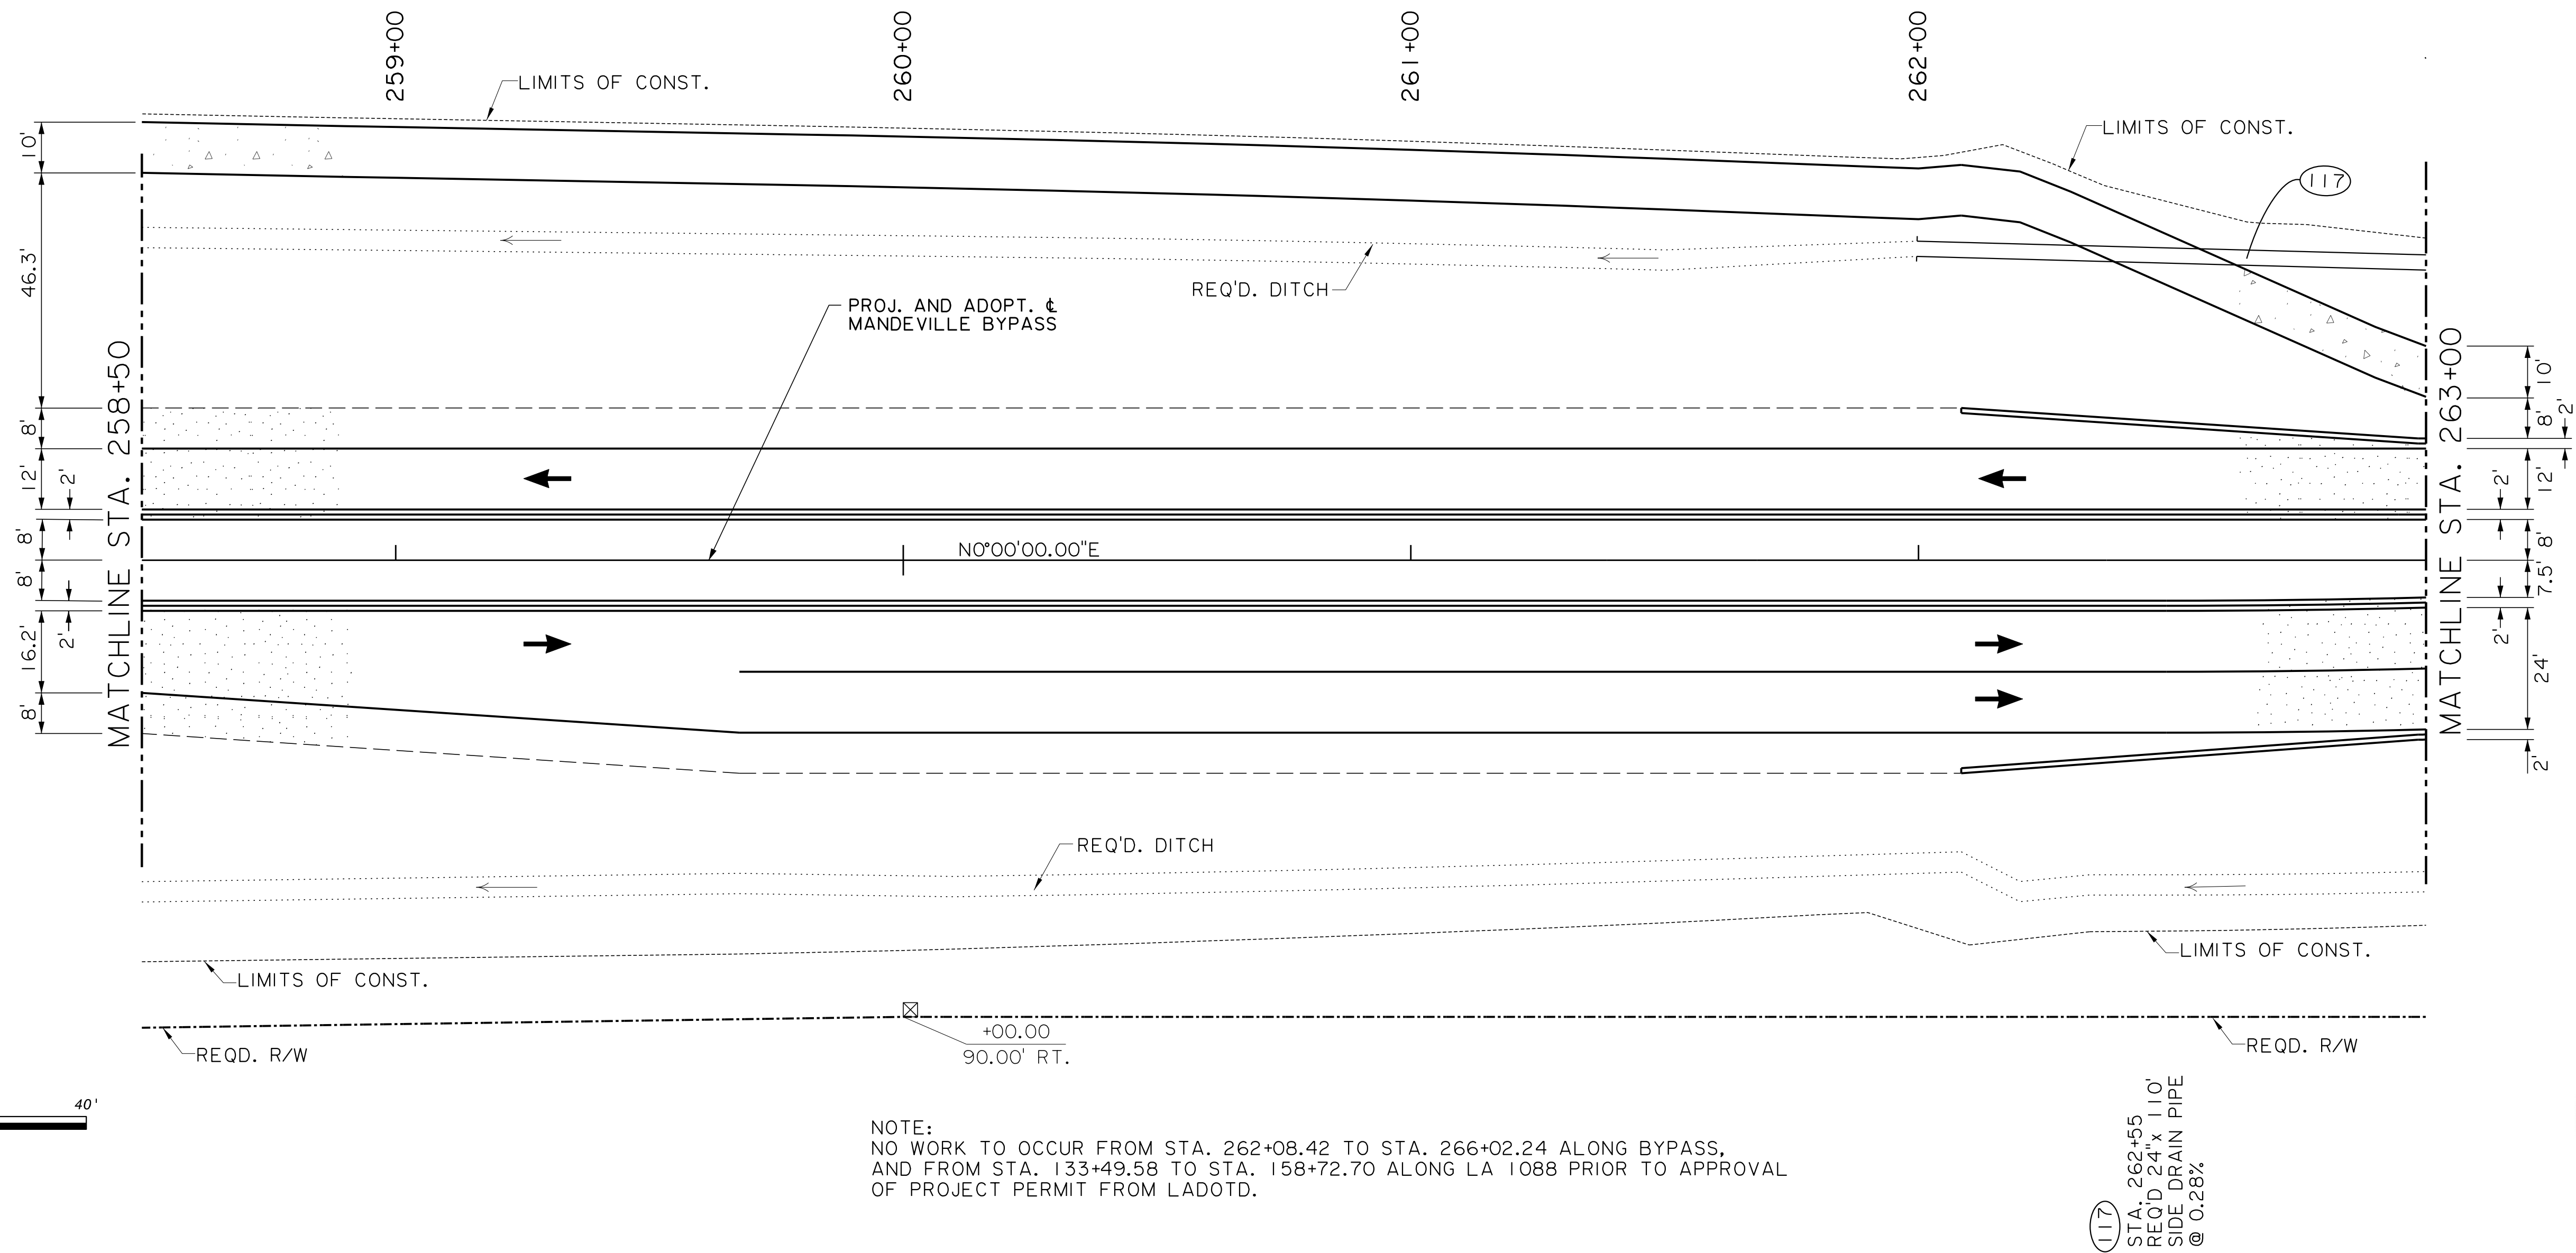 259+00
260+00
261+00
262+00
LIMITS OF CONST.
LIMITS OF CONST.
117
10'
46.3'
8'
12'
2'
8'
8'
2'
16.2'
8'
MATCHLINE STA. 258+50
REQ'D. DITCH
PROJ. AND ADOPT. ℄
MANDEVILLE BYPASS
N0°00'00.00"E
MATCHLINE STA. 263+00
10'
8'
2'
12'
2'
8'
7.5'
2'
24'
2'
REQ'D. DITCH
LIMITS OF CONST.
LIMITS OF CONST.
+00.00
90.00' RT.
REQD. R/W
REQD. R/W
40'
NOTE:
NO WORK TO OCCUR FROM STA. 262+08.42 TO STA. 266+02.24 ALONG BYPASS,
AND FROM STA. 133+49.58 TO STA. 158+72.70 ALONG LA 1088 PRIOR TO APPROVAL
OF PROJECT PERMIT FROM LADOTD.
117
STA. 262+55
REQ'D 24"x 110'
SIDE DRAIN PIPE
@ 0.28%